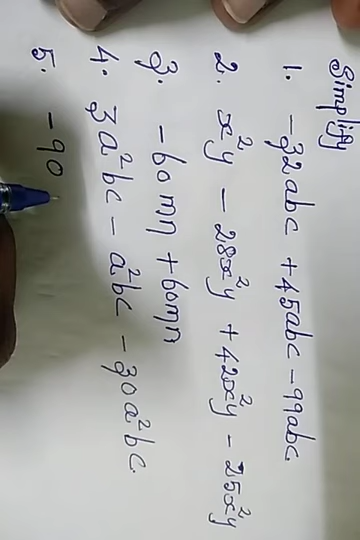 Simplify
1. -32abc + 45abc - 99abc
2. x²y - 28x²y + 42x²y - 25x²y
3. -60mn + 60mn
4. 3a²bc - a²bc - 30a²bc.
5. -90